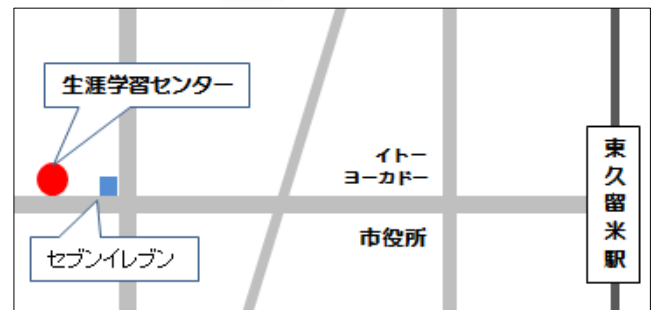 生涯学習センター
イトー
ヨーカドー
東久留米駅
市役所
セブンイレブン